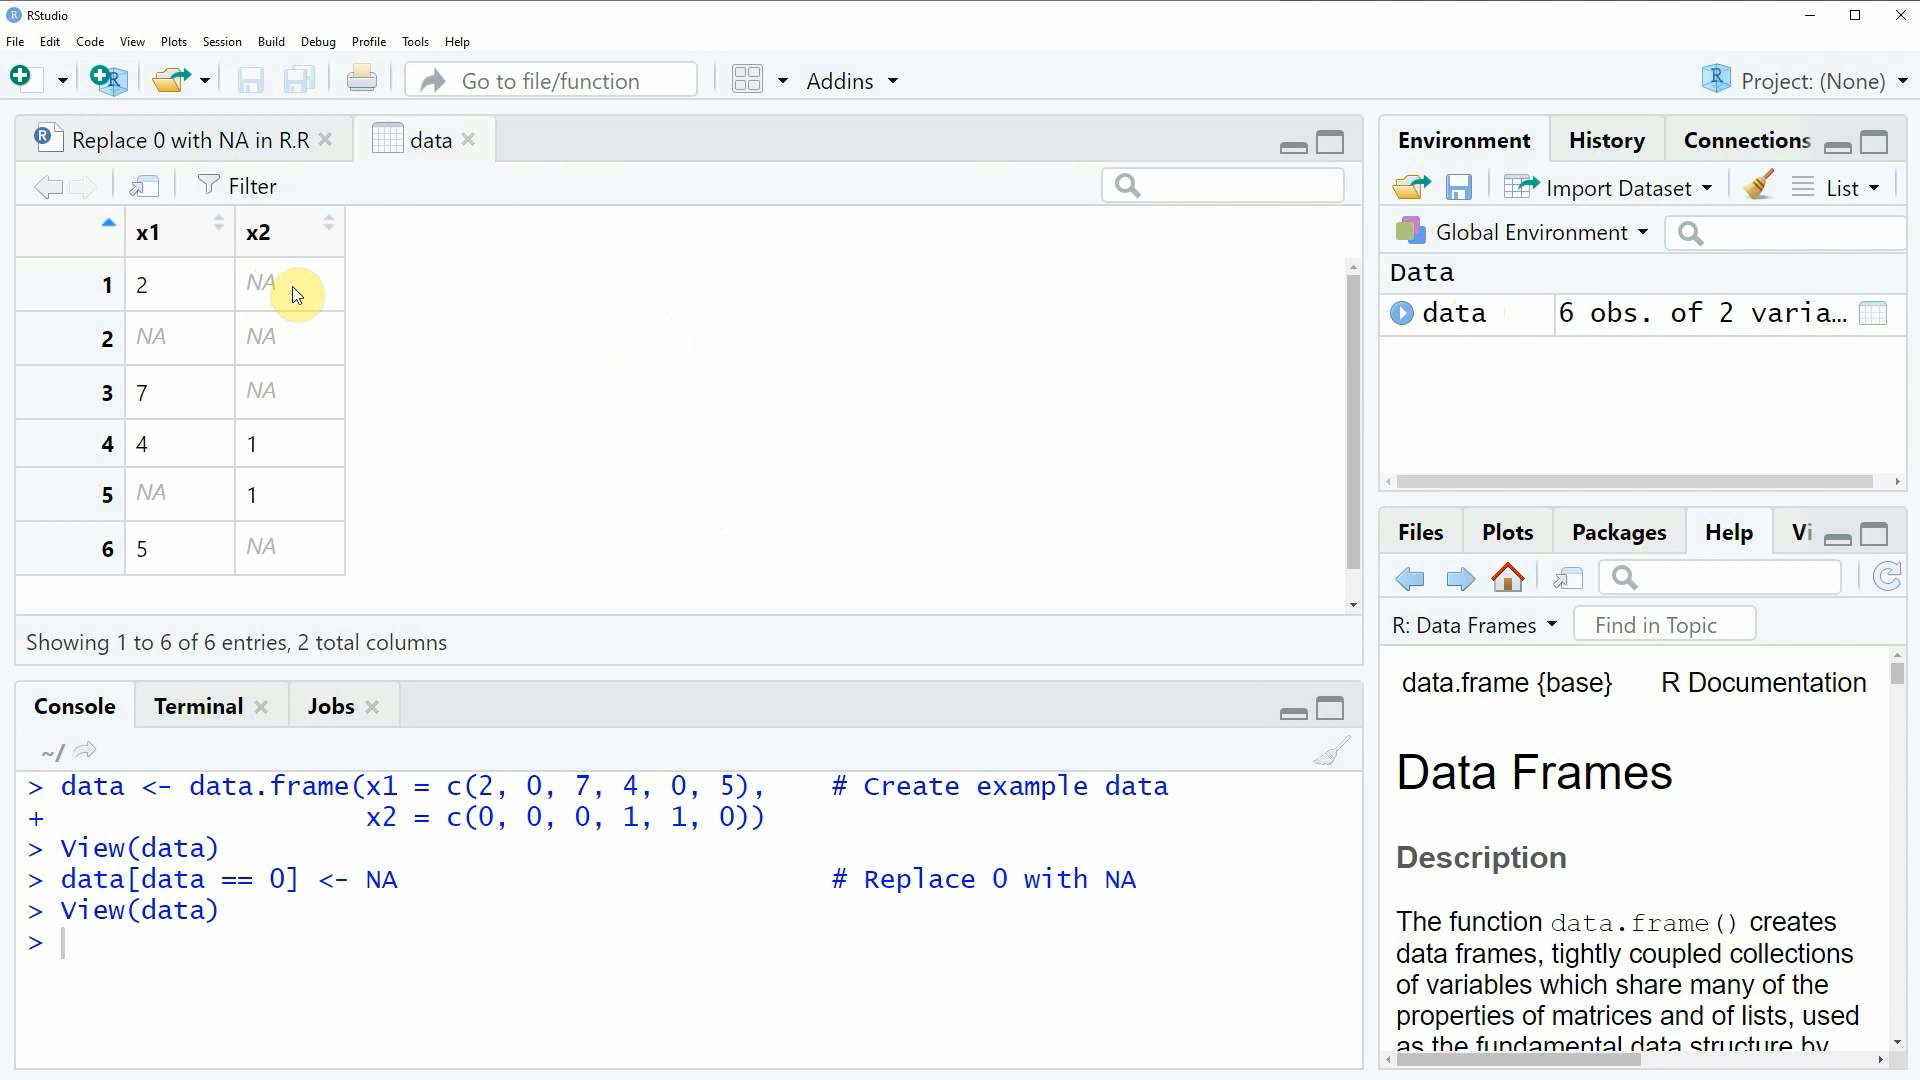 RStudio
File Edit Code View Plots Session Build Debug Profile Tools Help
Go to file/function Addins Project: (None)
Replace 0 with NA in R.R data
Filter
x1 x2
1 2 NA
2 NA NA
3 7 NA
4 4 1
5 NA 1
6 5 NA
Showing 1 to 6 of 6 entries, 2 total columns
Console Terminal Jobs
~/
> data <- data.frame(x1 = c(2, 0, 7, 4, 0, 5), # Create example data
+ x2 = c(0, 0, 0, 1, 1, 0))
> View(data)
> data[data == 0] <- NA # Replace 0 with NA
> View(data)
>
Environment History Connections
Import Dataset List
Global Environment
Data
data 6 obs. of 2 varia...
Files Plots Packages Help Vi
R: Data Frames Find in Topic
data.frame {base} R Documentation
Data Frames
Description
The function data.frame() creates
data frames, tightly coupled collections
of variables which share many of the
properties of matrices and of lists, used
as the fundamental data structure by